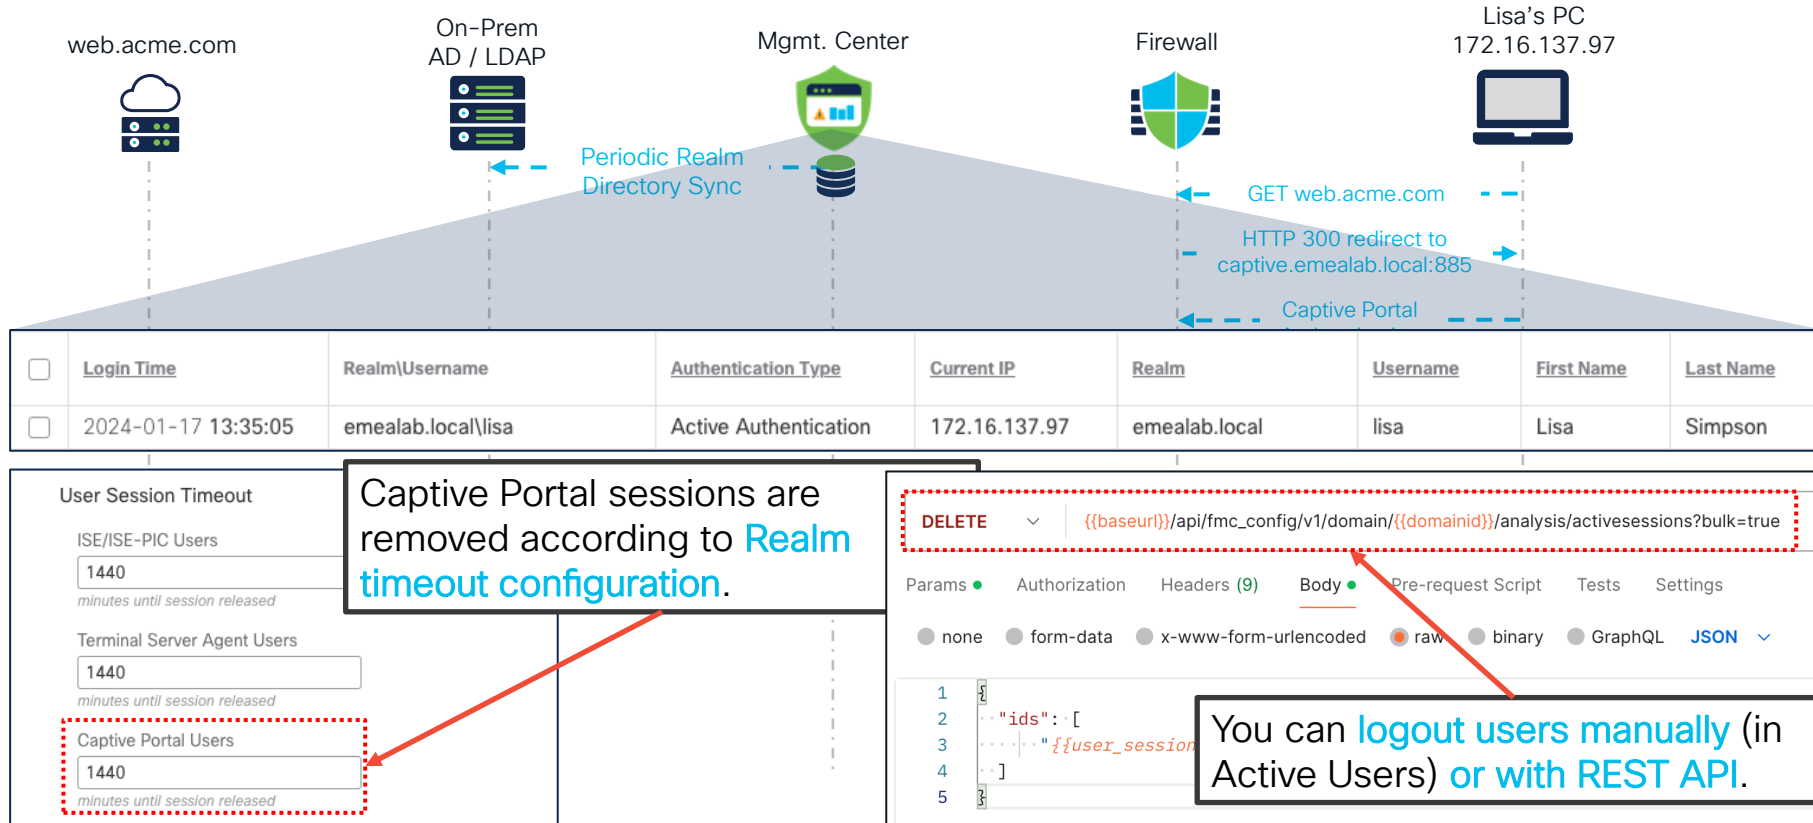 web.acme.com
On-Prem
AD / LDAP
Mgmt. Center
Firewall
Lisa's PC
172.16.137.97
Periodic Realm
Directory Sync
GET web.acme.com
HTTP 300 redirect to
captive.emealab.local:885
Captive Portal
Login Time Realm\Username Authentication Type Current IP Realm Username First Name Last Name
2024-01-17 13:35:05 emealab.local\lisa Active Authentication 172.16.137.97 emealab.local lisa Lisa Simpson
User Session Timeout
ISE/ISE-PIC Users
1440
minutes until session released
Terminal Server Agent Users
1440
minutes until session released
Captive Portal Users
1440
minutes until session released
Captive Portal sessions are
removed according to Realm
timeout configuration.
DELETE {{baseurl}}/api/fmc_config/v1/domain/{{domainid}}/analysis/activesessions?bulk=true
Params Authorization Headers (9) Body Pre-request Script Tests Settings
none form-data x-www-form-urlencoded raw binary GraphQL JSON
1 {
2 "ids": [
3 "{{user_session
4 ]
5 }
You can logout users manually (in
Active Users) or with REST API.